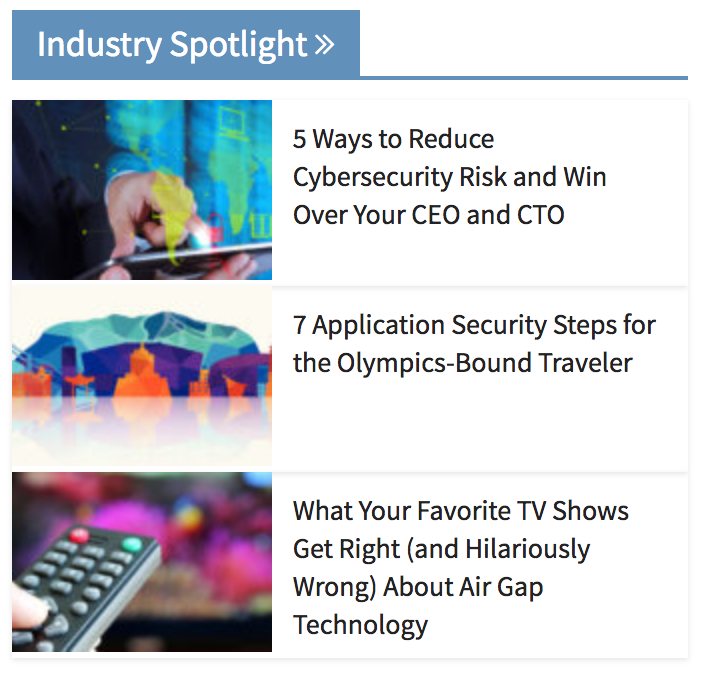 Industry Spotlight »
5 Ways to Reduce
Cybersecurity Risk and Win
Over Your CEO and CTO
7 Application Security Steps for
the Olympics-Bound Traveler
What Your Favorite TV Shows
Get Right (and Hilariously
Wrong) About Air Gap
Technology